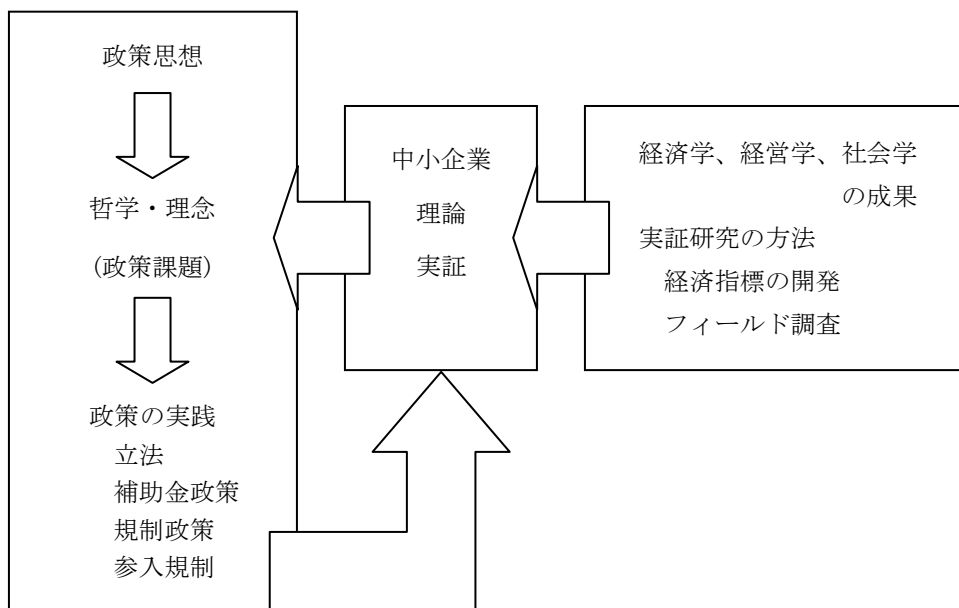 政策思想
哲学・理念
(政策課題)
政策の実践
立法
補助金政策
規制政策
参入規制
中小企業
理論
実証
経済学、経営学、社会学
の成果
実証研究の方法
経済指標の開発
フィールド調査